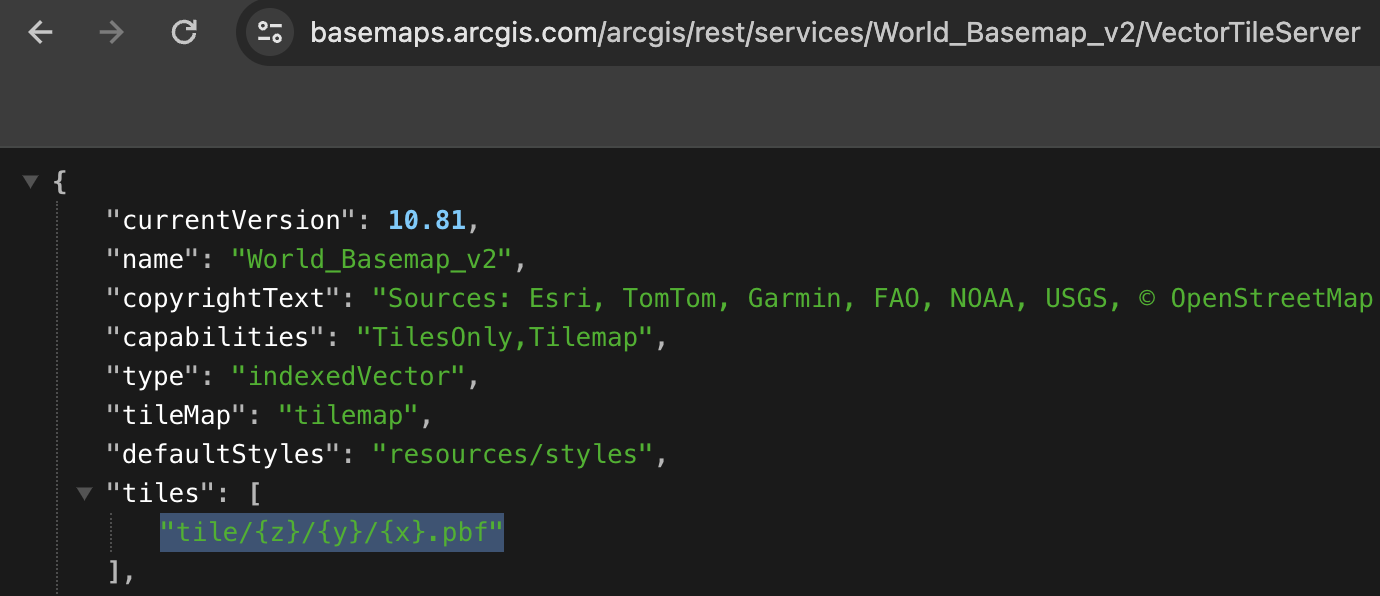 basemaps.arcgis.com/arcgis/rest/services/World_Basemap_v2/VectorTileServer
{
"currentVersion": 10.81,
"name": "World_Basemap_v2",
"copyrightText": "Sources: Esri, TomTom, Garmin, FAO, NOAA, USGS, © OpenStreetMap
"capabilities": "TilesOnly,Tilemap",
"type": "indexedVector",
"tileMap": "tilemap",
"defaultStyles": "resources/styles",
"tiles": [
"tile/{z}/{y}/{x}.pbf"
],